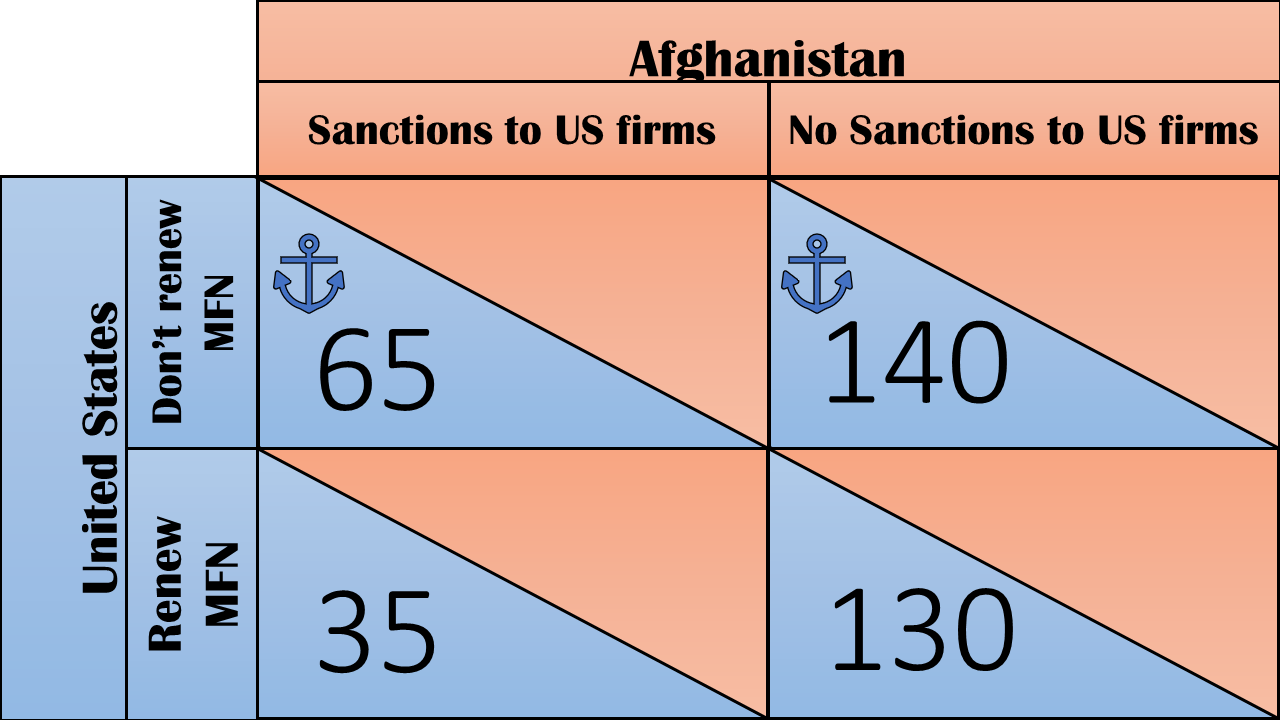 Afghanistan
Sanctions to US firms
No Sanctions to US firms
United States
Don't renew
MFN
65
140
Renew
MFN
35
130